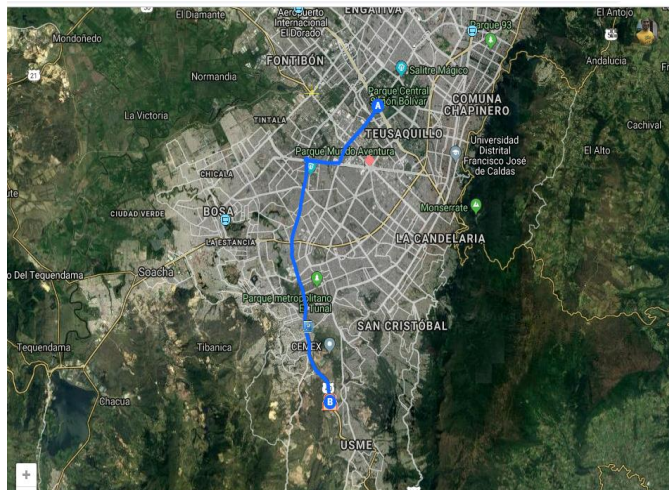 El Diamante
Aeropuerto
Internacional
El Dorado
ENGATIVÁ
Parque 93
El Antojo
Mondoñedo
FONTIBÓN
Salitre Mágico
Andalucia
21
Normandia
Parque Central
Simón Bolívar
A
COMUNA
CHAPINERO
La Victoria
TINTALA
TEUSAQUILLO
Cachival
Universidad
Distrital
Francisco José
de Caldas
El Alto
Parque Mundo Aventura
CHICALA
CIUDAD VERDE
BOSA
Monserrate
LA ESTANCIA
LA CANDELARIA
Soacha
o Del Tequendama
Parque metropolitano
El Tunal
SAN CRISTÓBAL
Tequendama
Tibanica
CEMEX
Chacua
B
USME
+